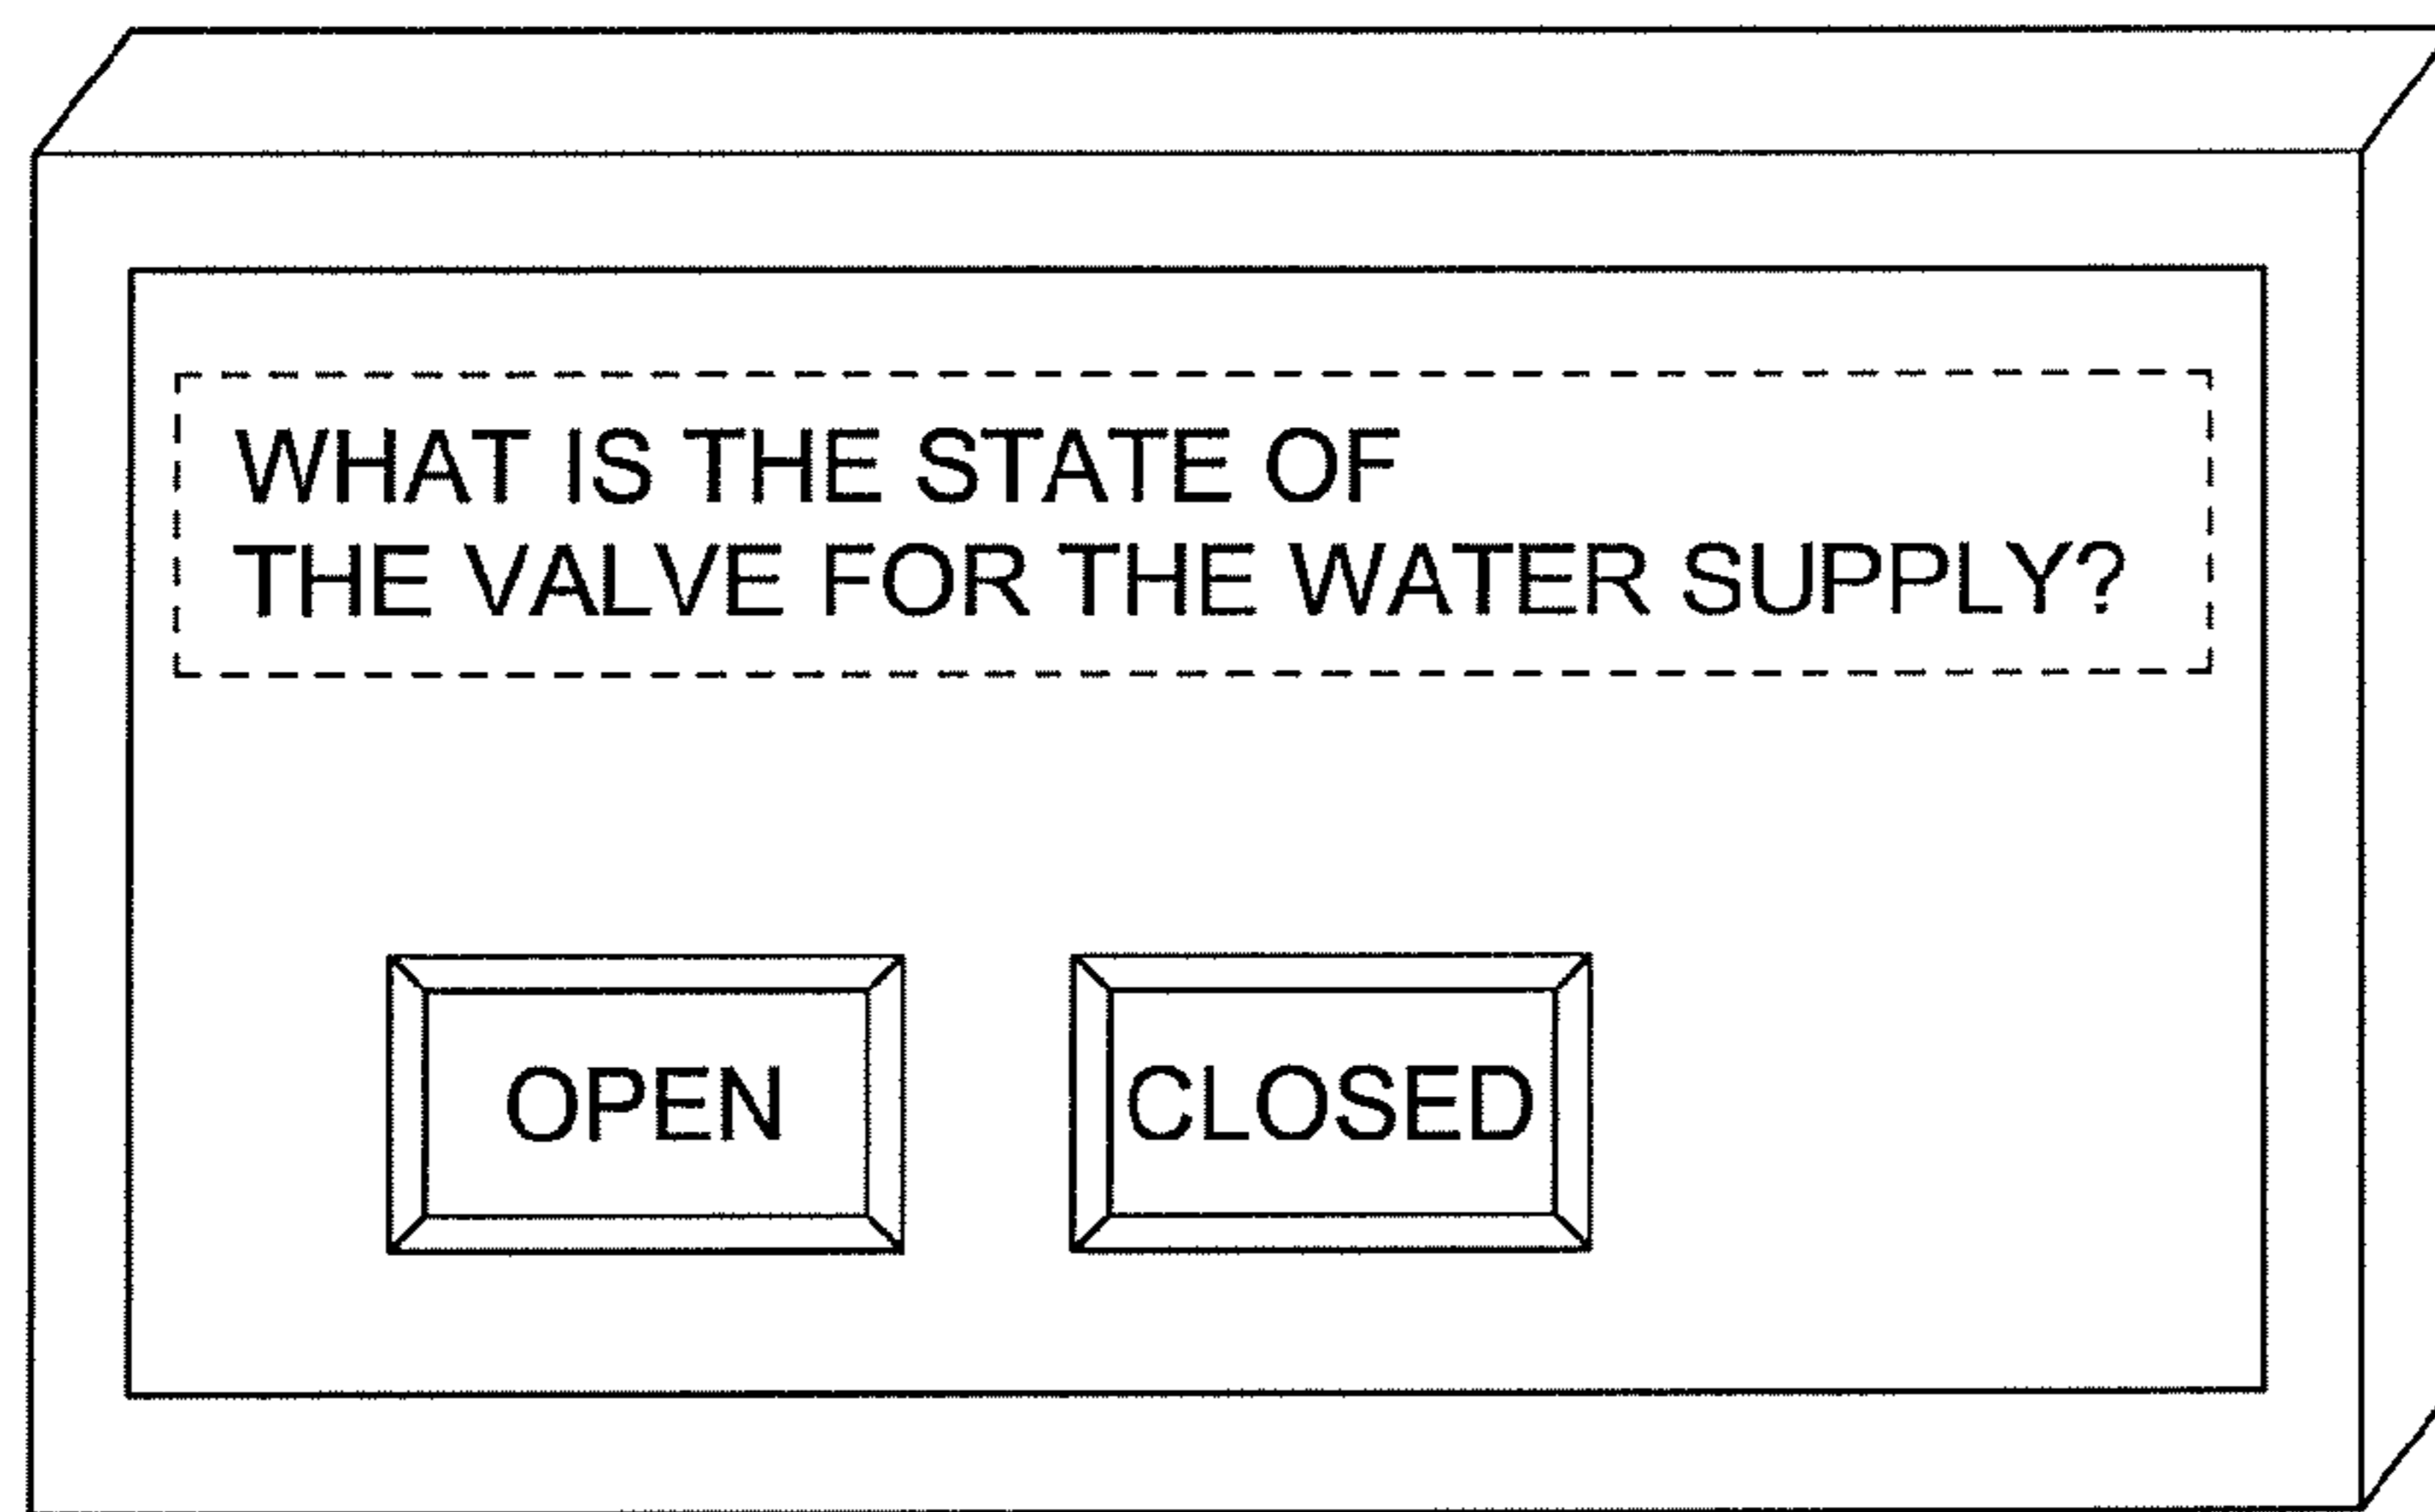 WHAT IS THE STATE OF
THE VALVE FOR THE WATER SUPPLY?
OPEN
CLOSED